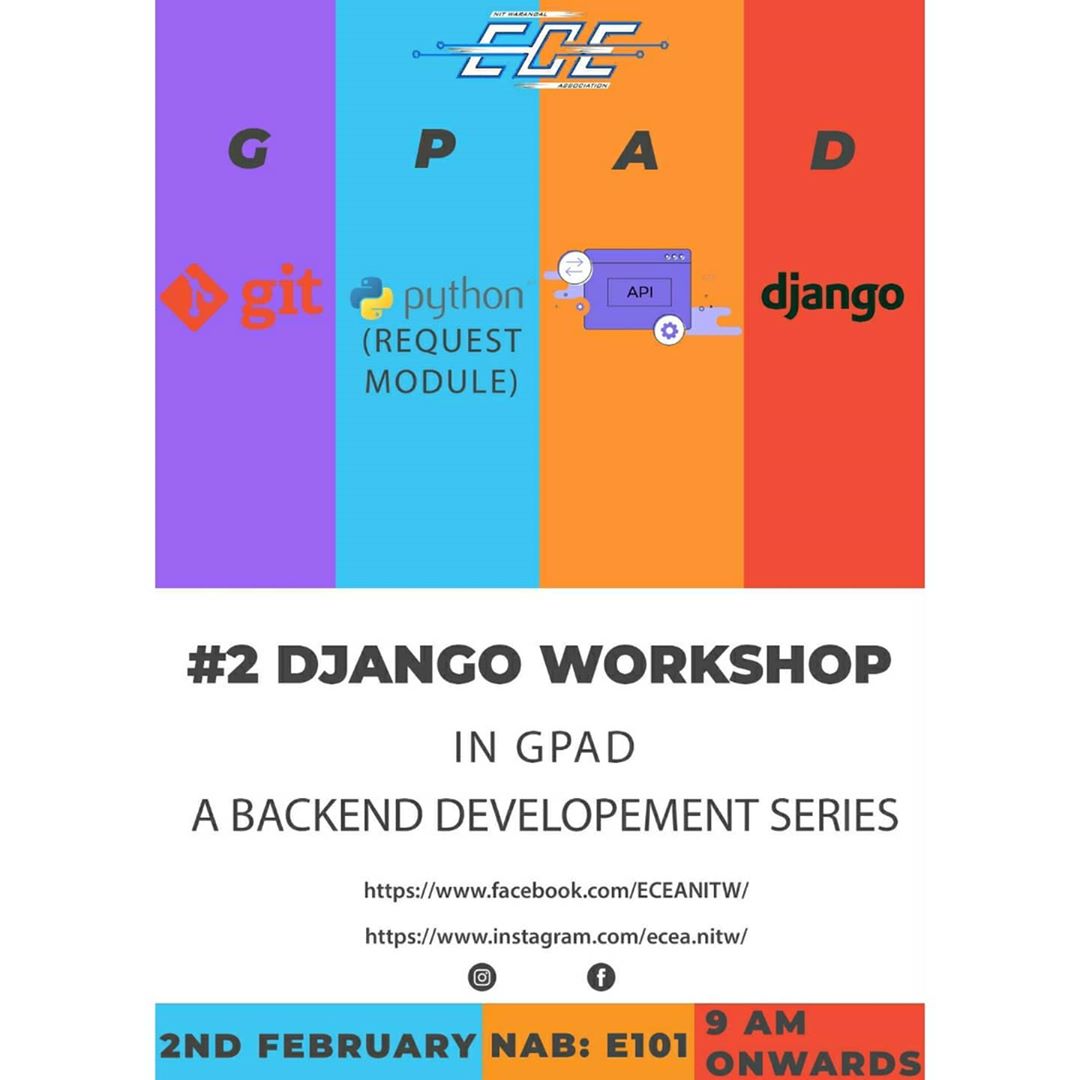 NIT WARANGAL
ECE
ASSOCIATION
G P A D
git
python
(REQUEST
MODULE)
API
django
#2 DJANGO WORKSHOP
IN GPAD
A BACKEND DEVELOPEMENT SERIES
https://www.facebook.com/ECEANITW/
https://www.instagram.com/ecea.nitw/
2ND FEBRUARY
NAB: E101
9 AM
ONWARDS